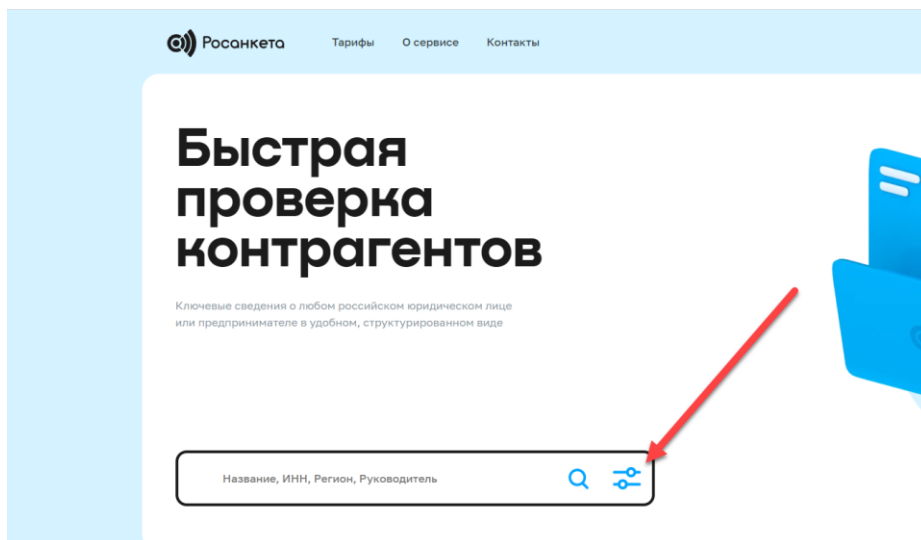 Росанкета
Тарифы
О сервисе
Контакты
Быстрая
проверка
контрагентов
Ключевые сведения о любом российском юридическом лице
или предпринимателе в удобном, структурированном виде
Название, ИНН, Регион, Руководитель